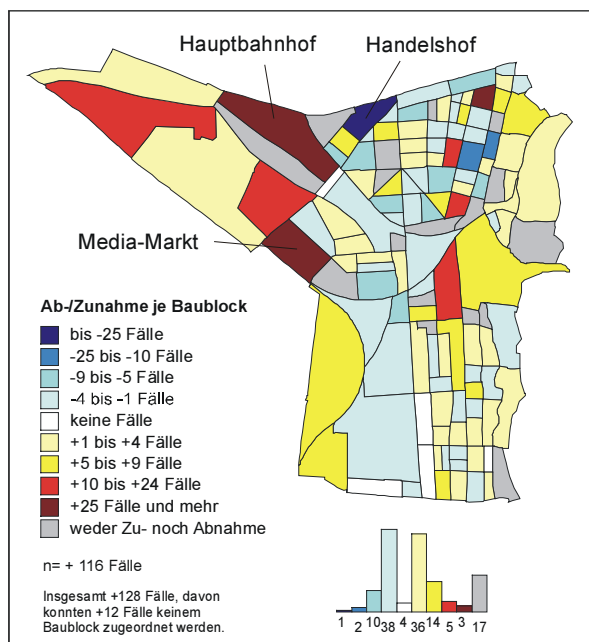 Hauptbahnhof
Handelshof
Media-Markt
Ab-/Zunahme je Baublock
bis -25 Fälle
-25 bis -10 Fälle
-9 bis -5 Fälle
-4 bis -1 Fälle
keine Fälle
+1 bis +4 Fälle
+5 bis +9 Fälle
+10 bis +24 Fälle
+25 Fälle und mehr
weder Zu- noch Abnahme
n= + 116 Fälle
Insgesamt +128 Fälle, davon
konnten +12 Fälle keinem
Baublock zugeordnet werden.
1 2 10 38 4 36 14 5 3 17